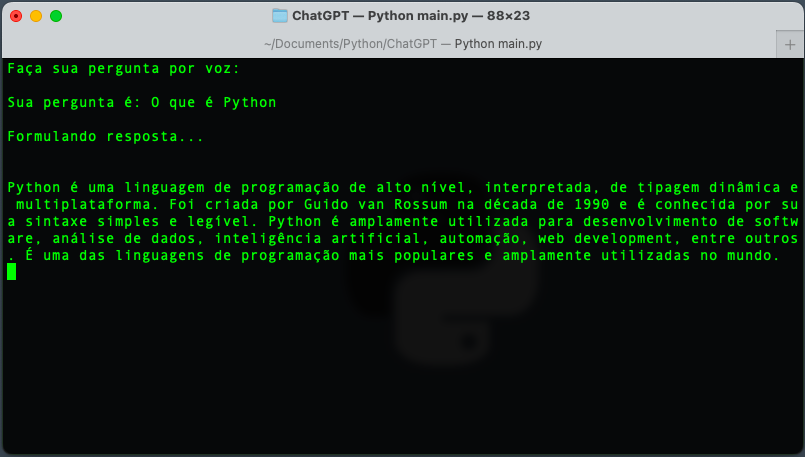 ChatGPT — Python main.py — 88×23
~/Documents/Python/ChatGPT — Python main.py
Faça sua pergunta por voz:
Sua pergunta é: O que é Python
Formulando resposta...
Python é uma linguagem de programação de alto nível, interpretada, de tipagem dinâmica e
multiplataforma. Foi criada por Guido van Rossum na década de 1990 e é conhecida por su
a sintaxe simples e legível. Python é amplamente utilizada para desenvolvimento de softw
are, análise de dados, inteligência artificial, automação, web development, entre outros
. É uma das linguagens de programação mais populares e amplamente utilizadas no mundo.